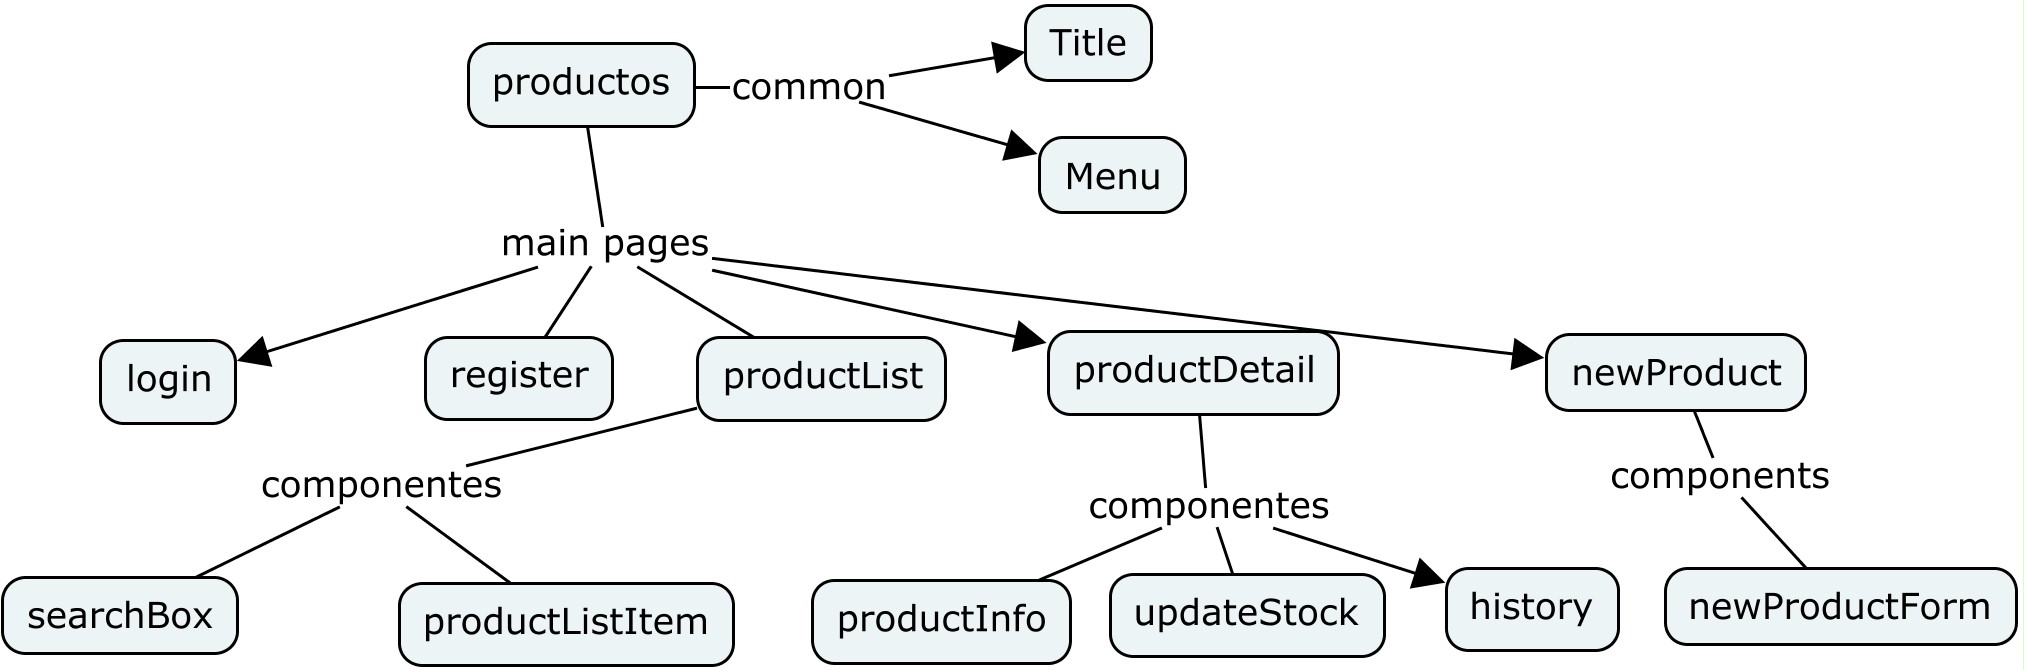 Title
productos
common
Menu
main pages
login
register
productList
productDetail
newProduct
componentes
componentes
components
searchBox
productListItem
productInfo
updateStock
history
newProductForm